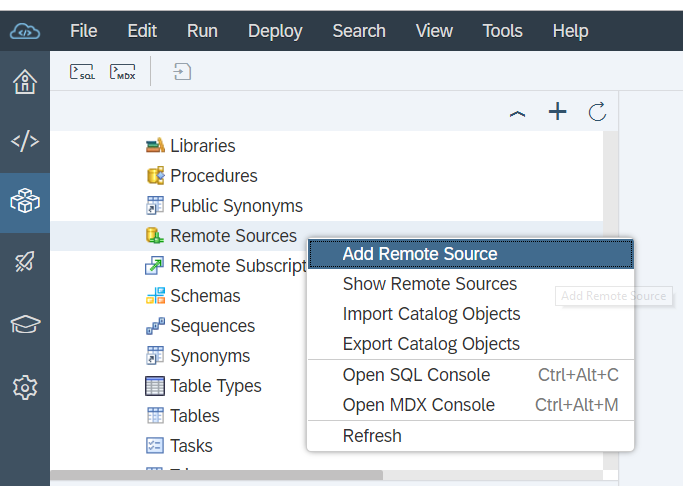 File Edit Run Deploy Search View Tools Help
SQL MDX
Libraries
Procedures
Public Synonyms
Remote Sources
Add Remote Source
Remote Subscript
Show Remote Sources
Add Remote Source
Schemas
Import Catalog Objects
Sequences
Export Catalog Objects
Synonyms
Open SQL Console Ctrl+Alt+C
Table Types
Open MDX Console Ctrl+Alt+M
Tables
Refresh
Tasks